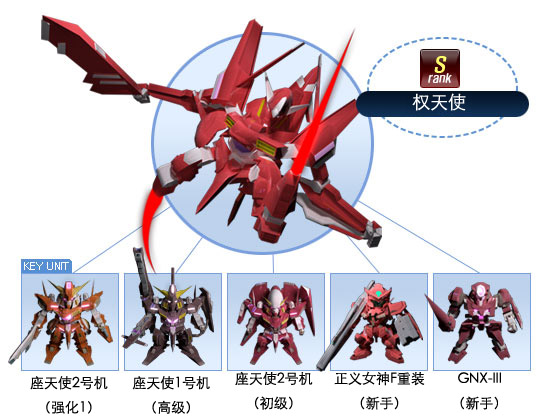 S
rank
权天使
KEY UNIT
座天使2号机
（强化1）
座天使1号机
（高级）
座天使2号机
（初级）
正义女神F重装
（新手）
GNX-III
（新手）